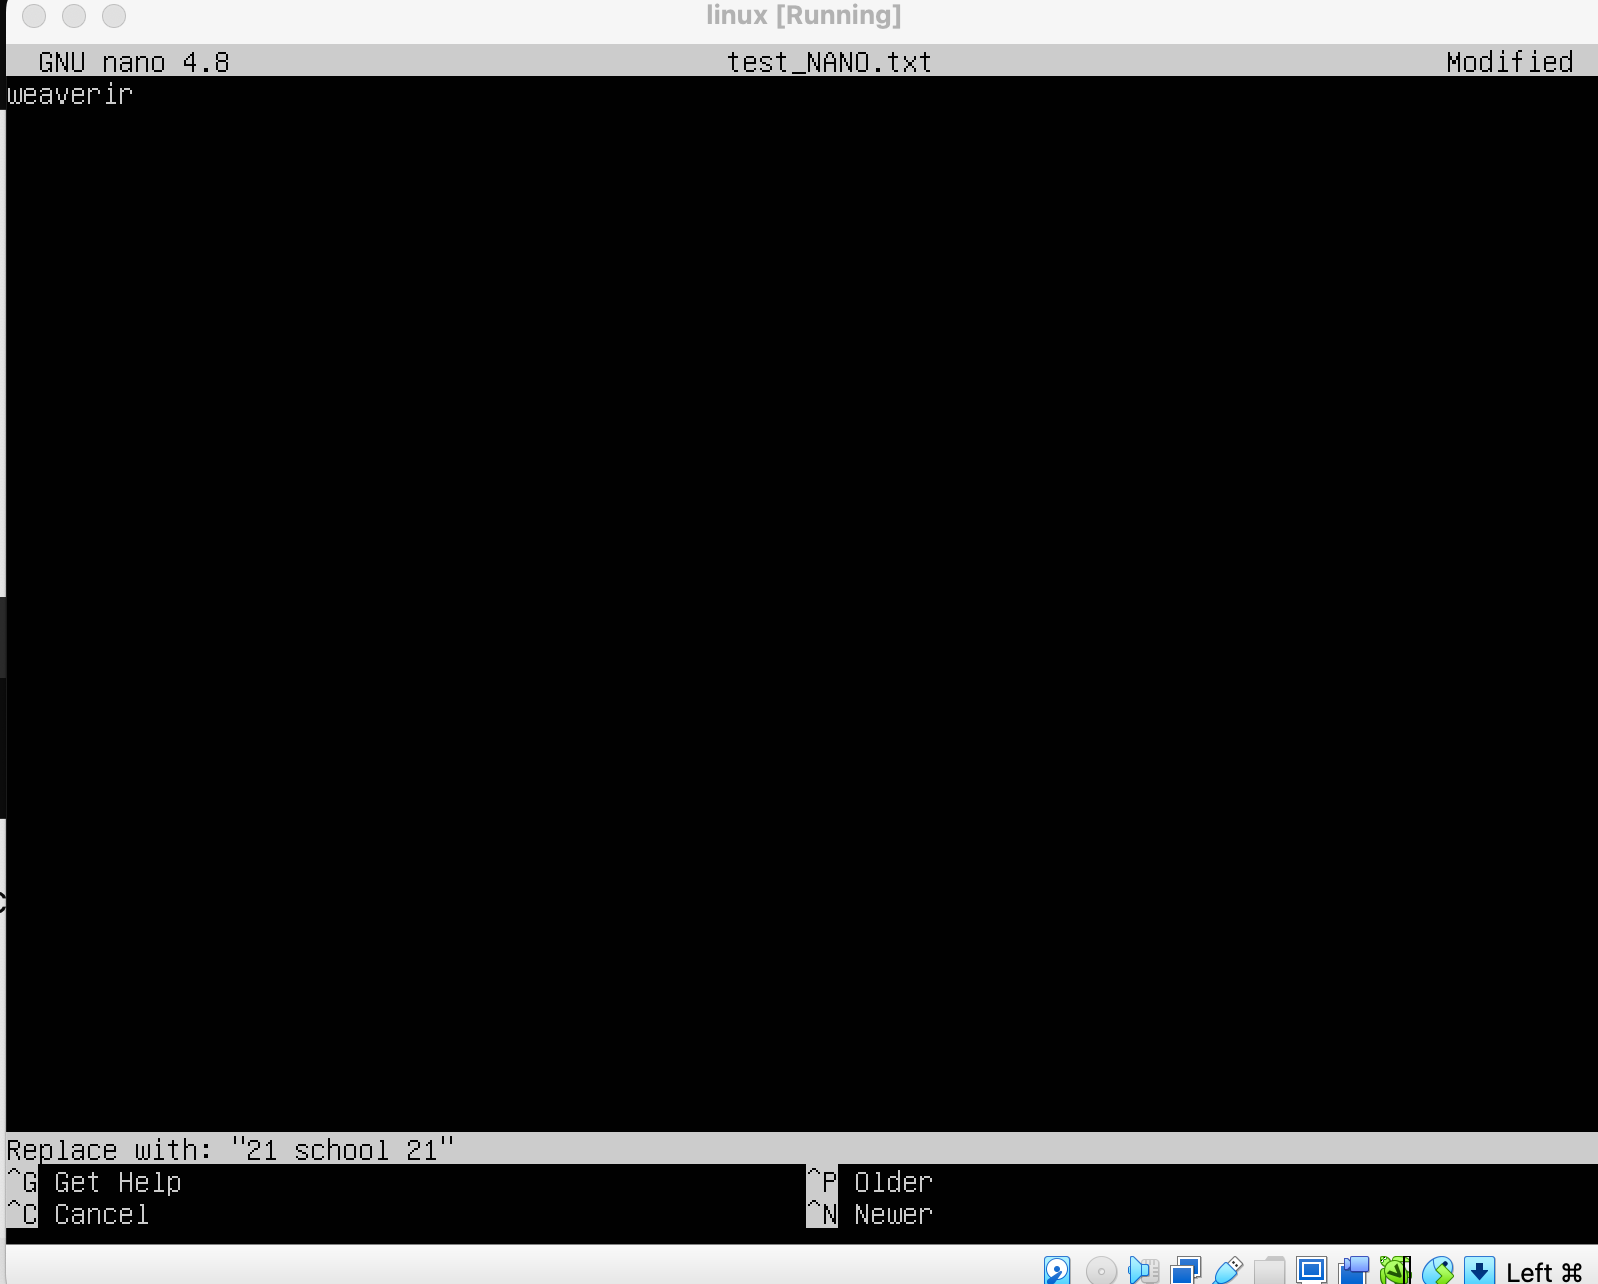 linux [Running]
GNU nano 4.8 test_NANO.txt Modified
weaverir
Replace with: "21 school 21"
^G Get Help ^P Older
^C Cancel ^N Newer
Left ⌘